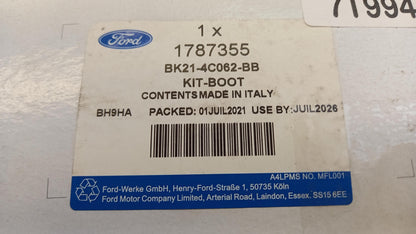 71994
1 x
Ford
1787355
BK21-4C062-BB
KIT-BOOT
CONTENTS MADE IN ITALY
BH9HA PACKED: 01JUIL2021 USE BY:JUIL2026
A4LPMS NO. MFL001
Ford-Werke GmbH, Henry-Ford-Straße 1, 50735 Köln
Ford Motor Company Limited, Arterial Road, Laindon, Essex. SS15 6EE